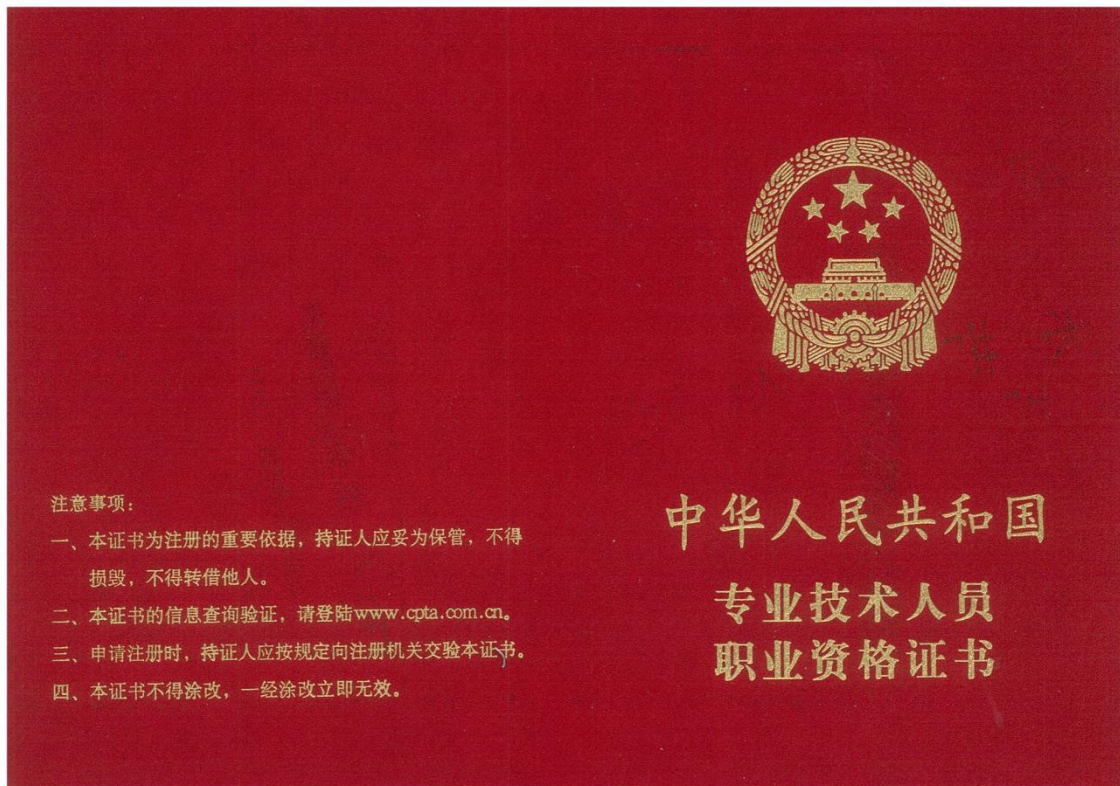 注意事项：
一、本证书为注册的重要依据，持证人应妥为保管，不得
损毁，不得转借他人。
二、本证书的信息查询验证，请登陆www.cpta.com.cn。
三、申请注册时，持证人应按规定向注册机关交验本证书。
四、本证书不得涂改，一经涂改立即无效。
中华人民共和国
专业技术人员
职业资格证书